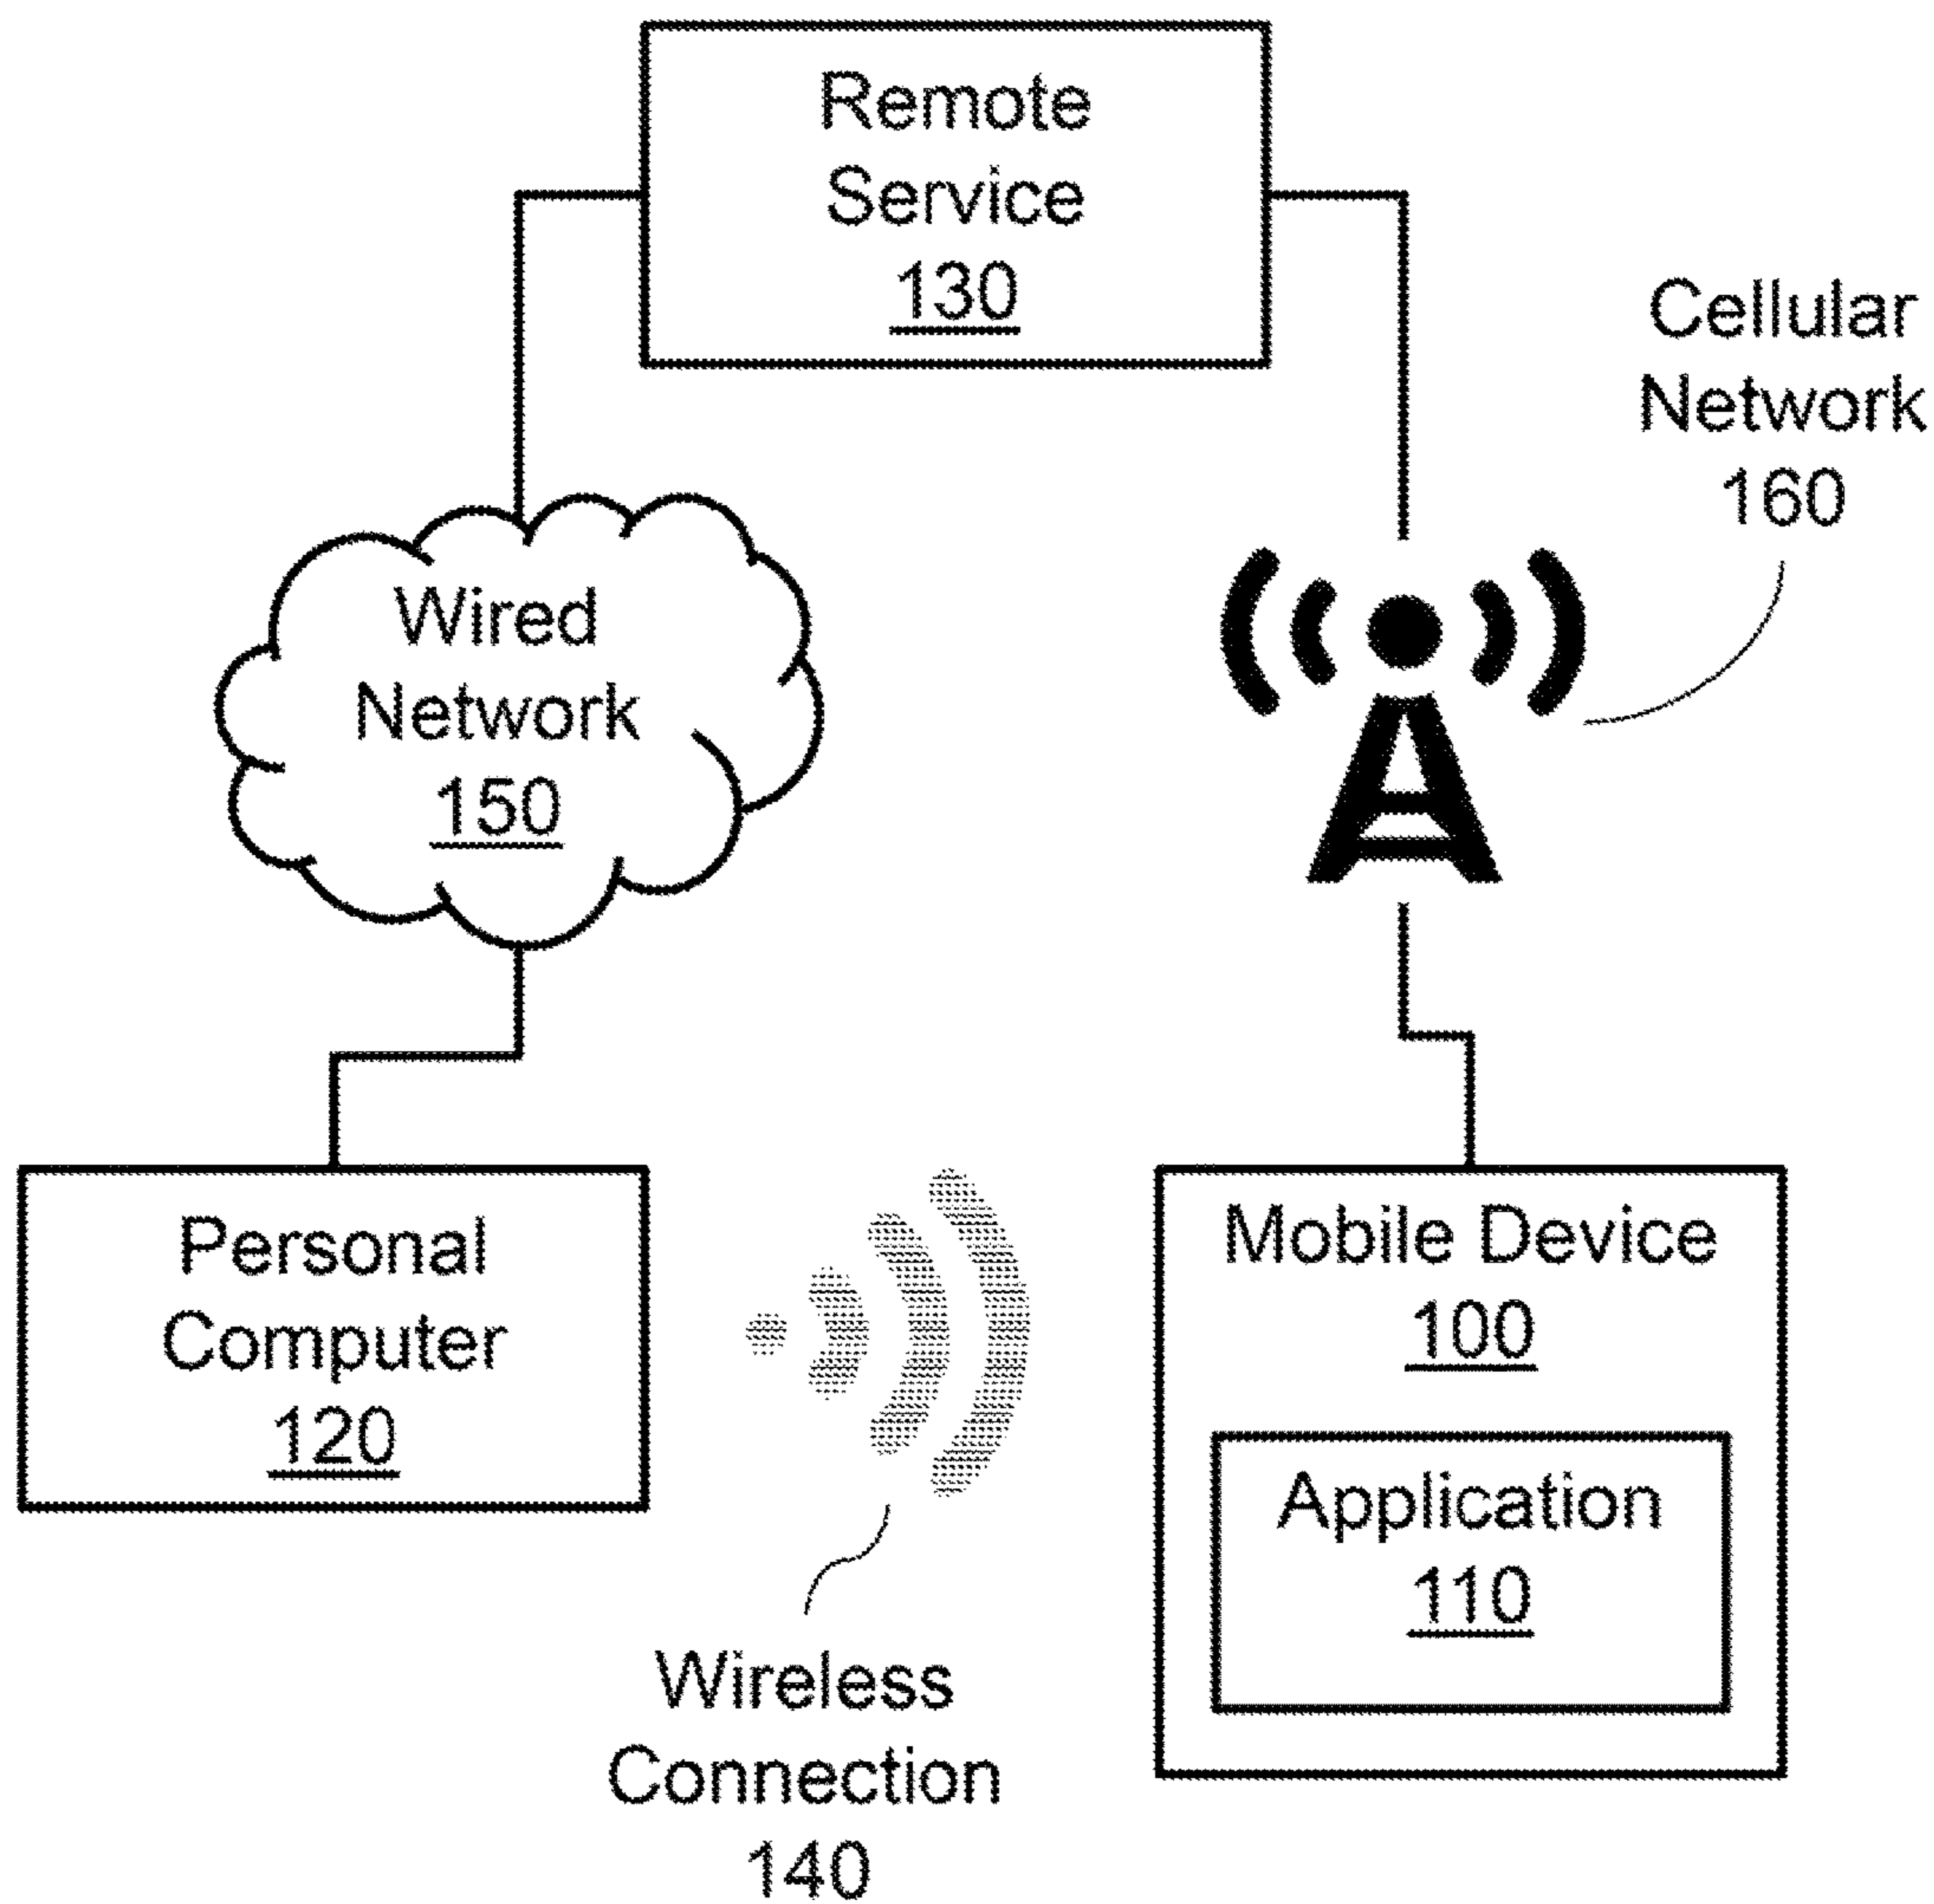 Remote
Service
130
Cellular
Network
160
Wired
Network
150
Personal
Computer
120
Mobile Device
100
Application
110
Wireless
Connection
140